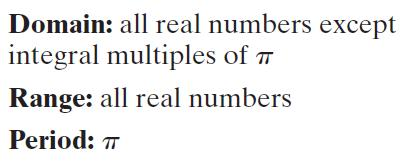 Domain: all real numbers except
integral multiples of π
Range: all real numbers
Period: π